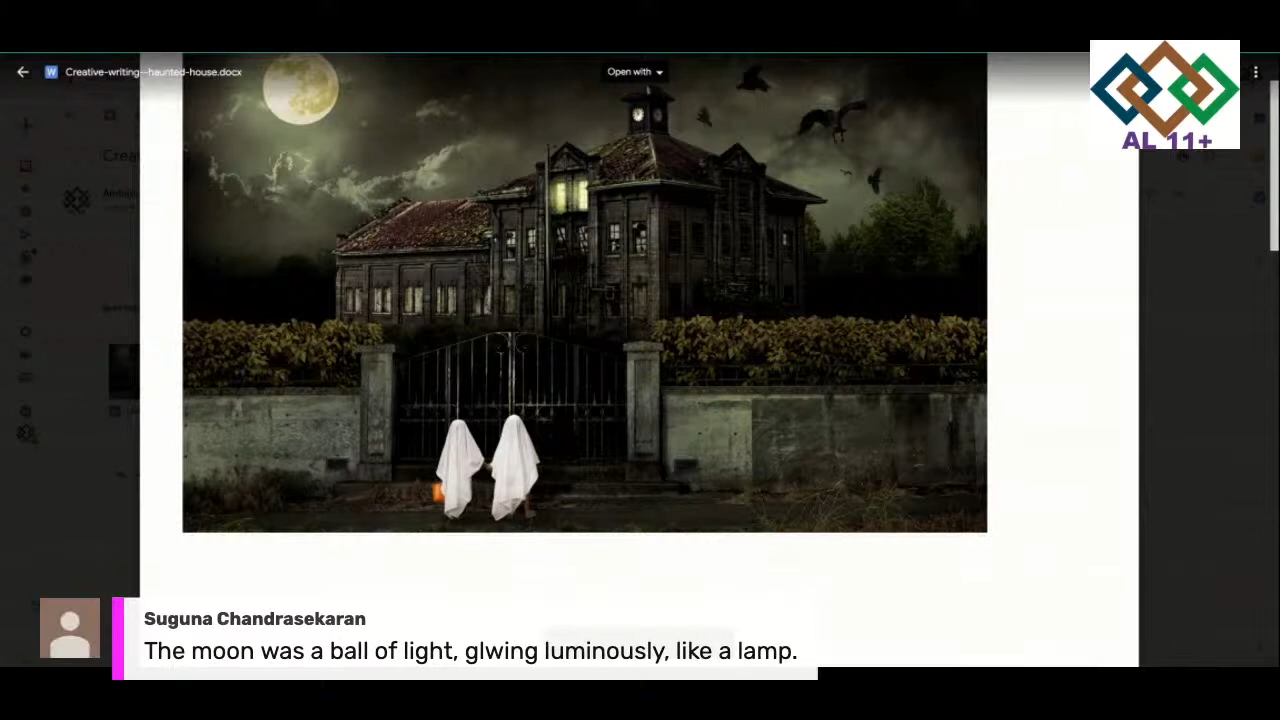 Creative-writing--haunted-house.docx
Open with
AL 11+
Suguna Chandrasekaran
The moon was a ball of light, glwing luminously, like a lamp.